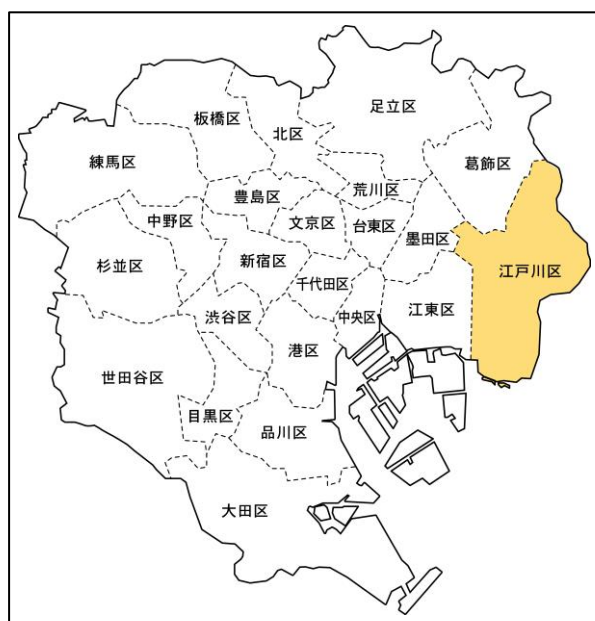 足立区
板橋区
北区
練馬区
葛飾区
荒川区
豊島区
中野区
文京区
台東区
墨田区
杉並区
新宿区
江戸川区
千代田区
渋谷区
中央区
江東区
港区
世田谷区
目黒区
品川区
大田区